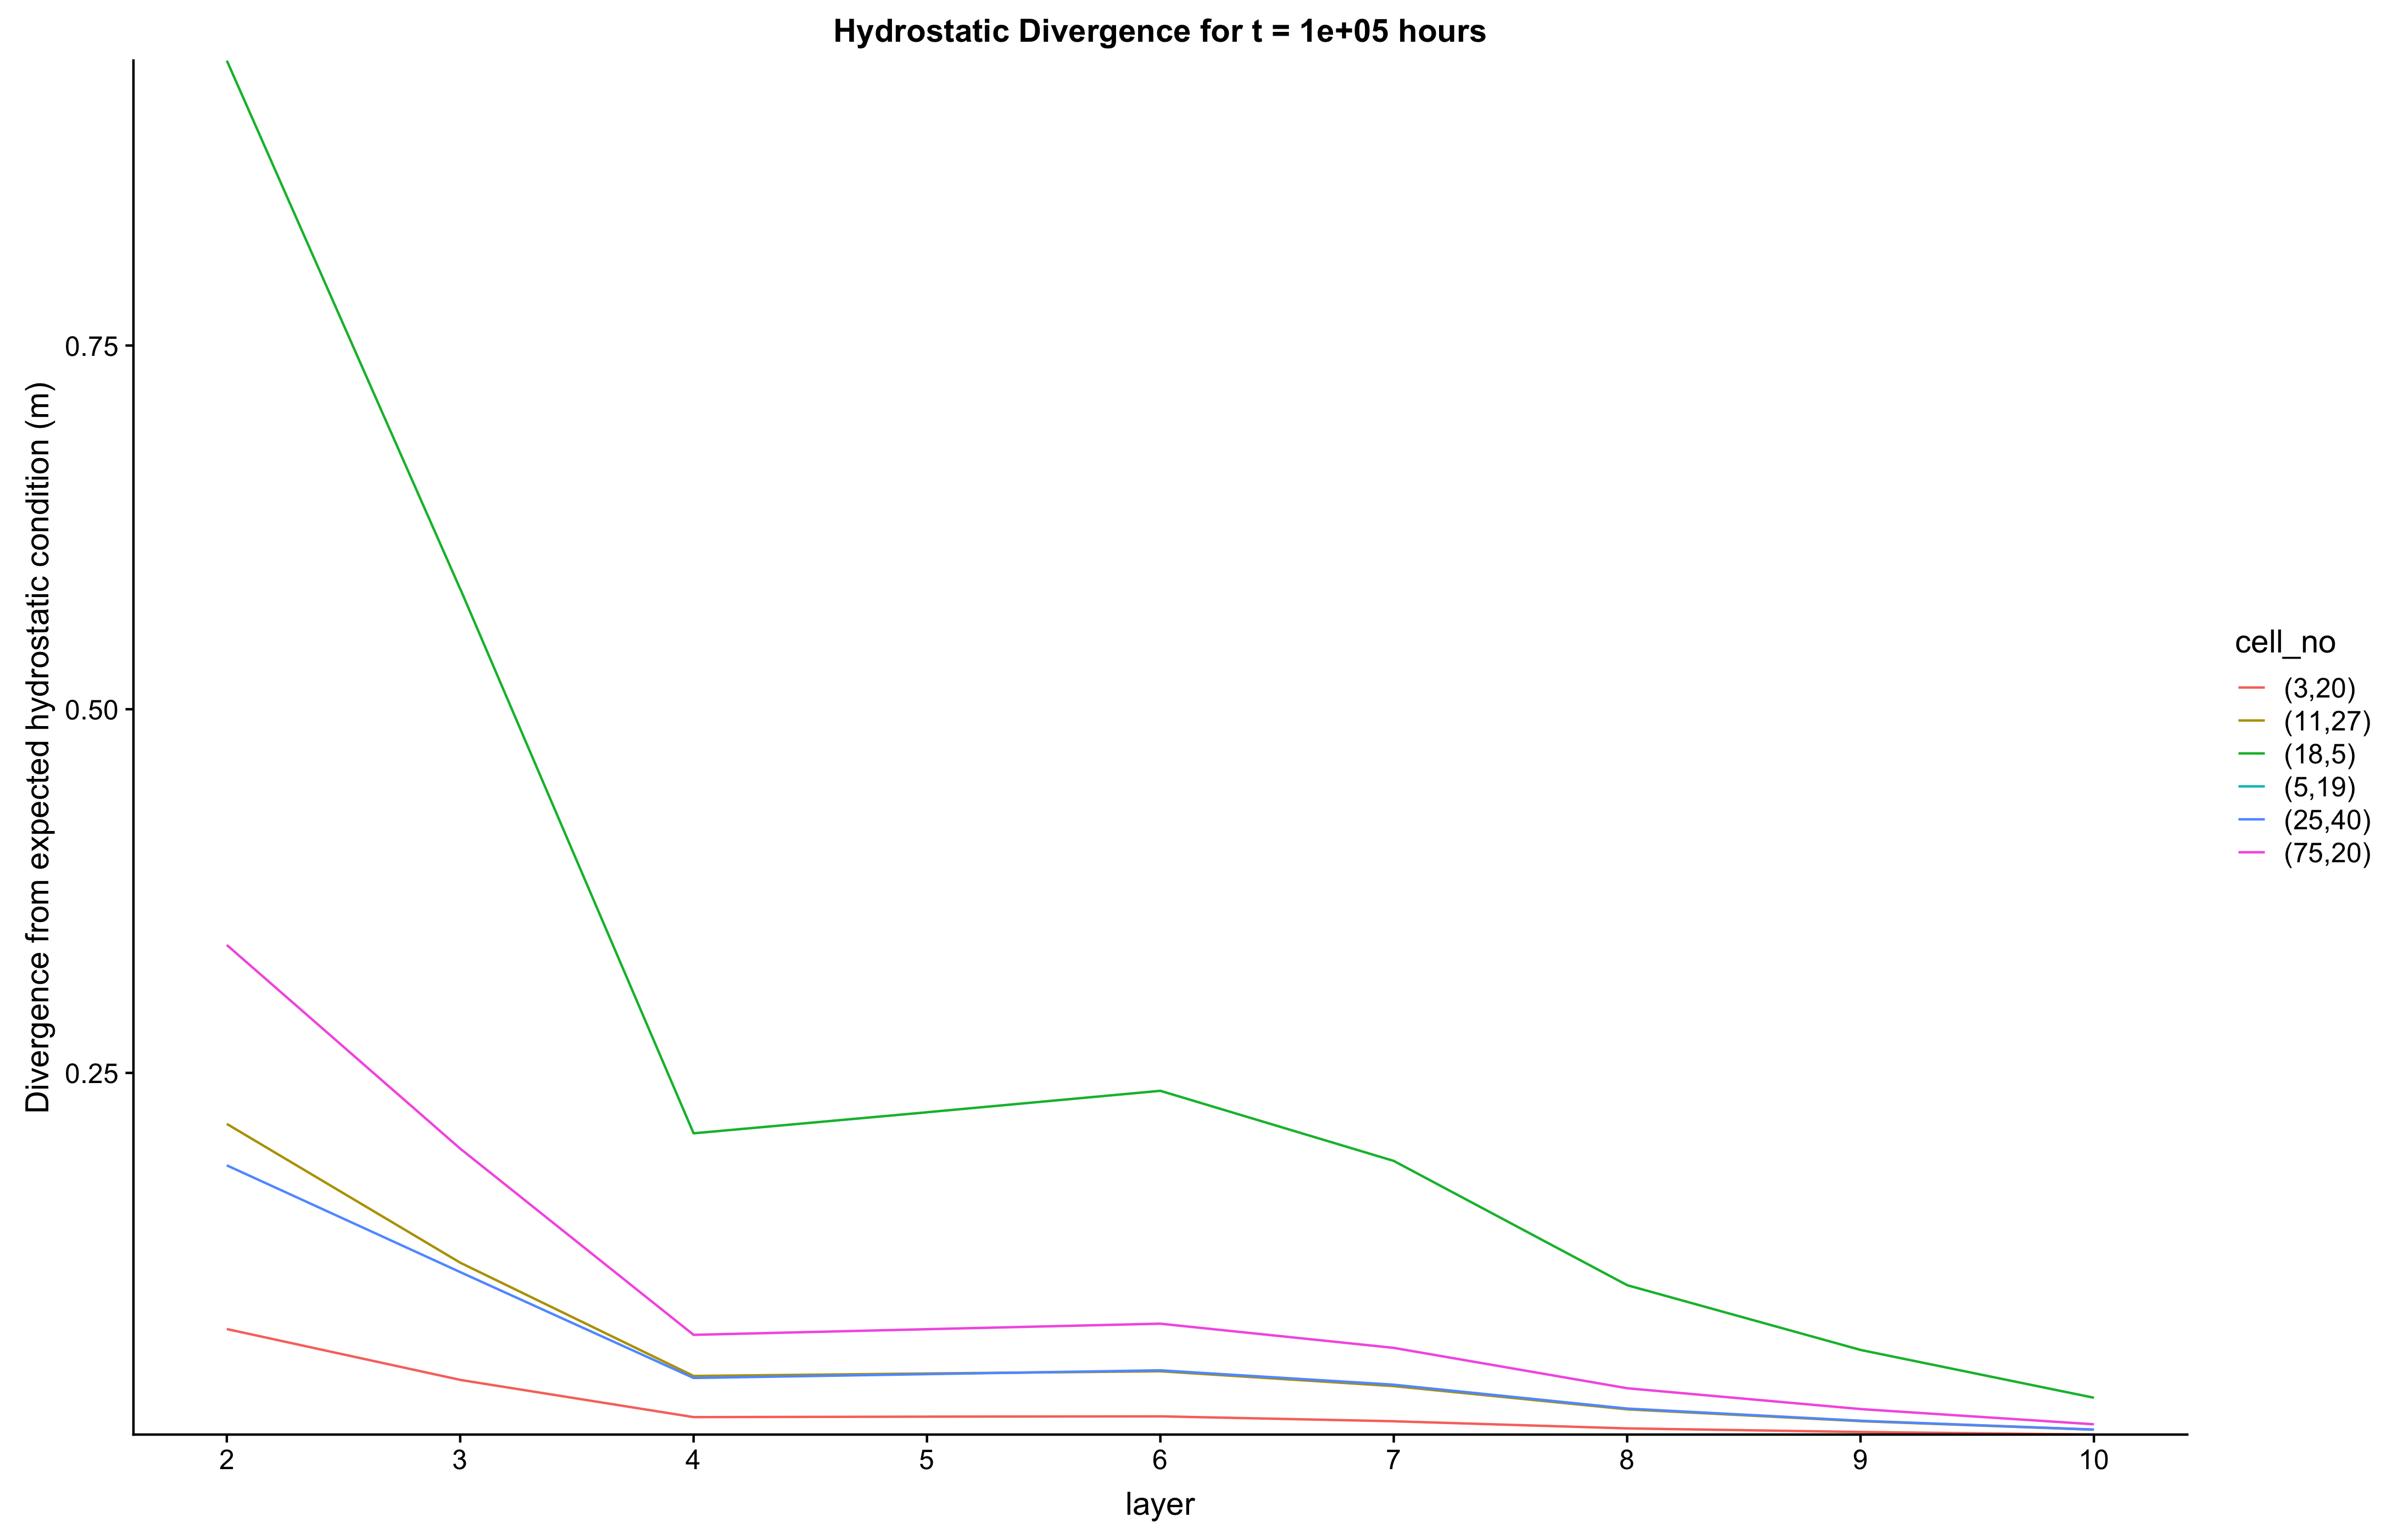 Hydrostatic Divergence for t = 1e+05 hours
Divergence from expected hydrostatic condition (m)
0.75
0.50
0.25
2 3 4 5 6 7 8 9 10
layer
cell_no
(3,20)
(11,27)
(18,5)
(5,19)
(25,40)
(75,20)